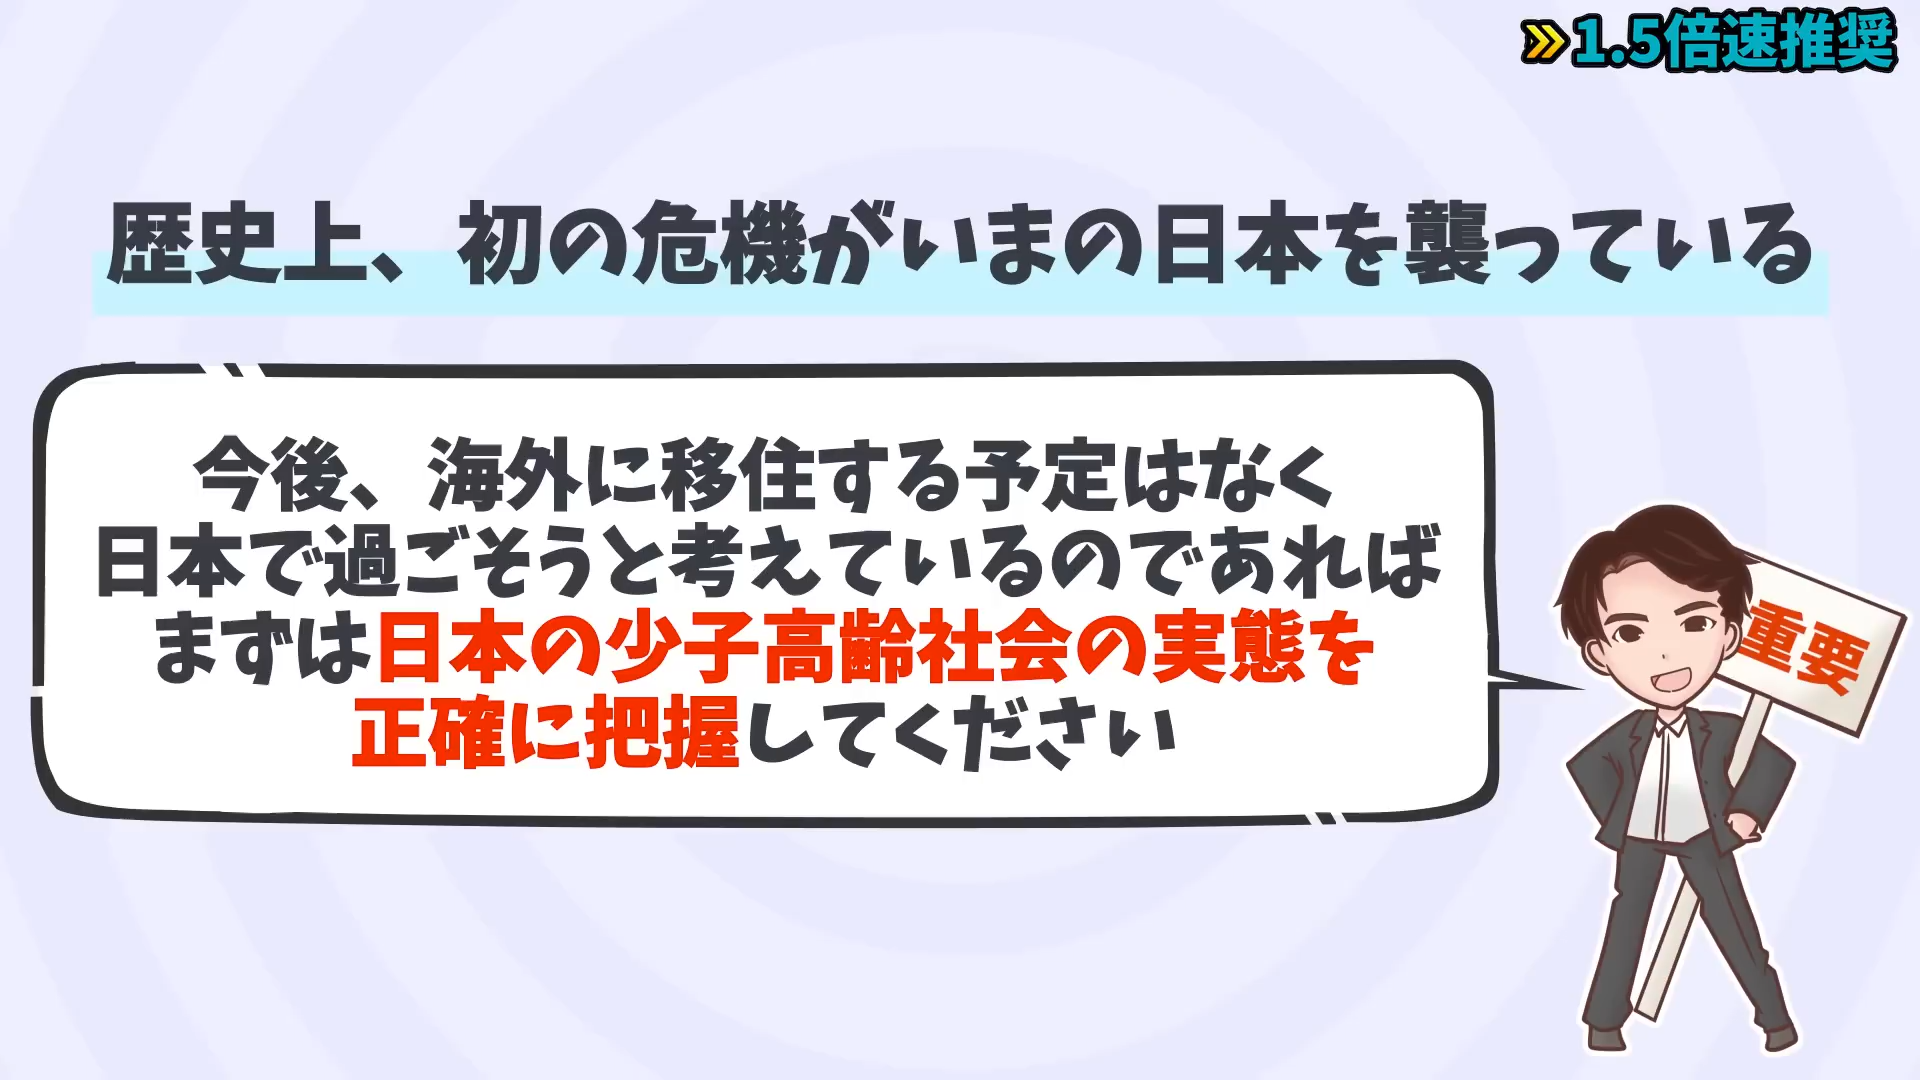 1.5倍速推奨
歴史上、初の危機がいまの日本を襲っている
今後、海外に移住する予定はなく
日本で過ごそうと考えているのであれば
まずは日本の少子高齢社会の実態を
正確に把握してください
重要